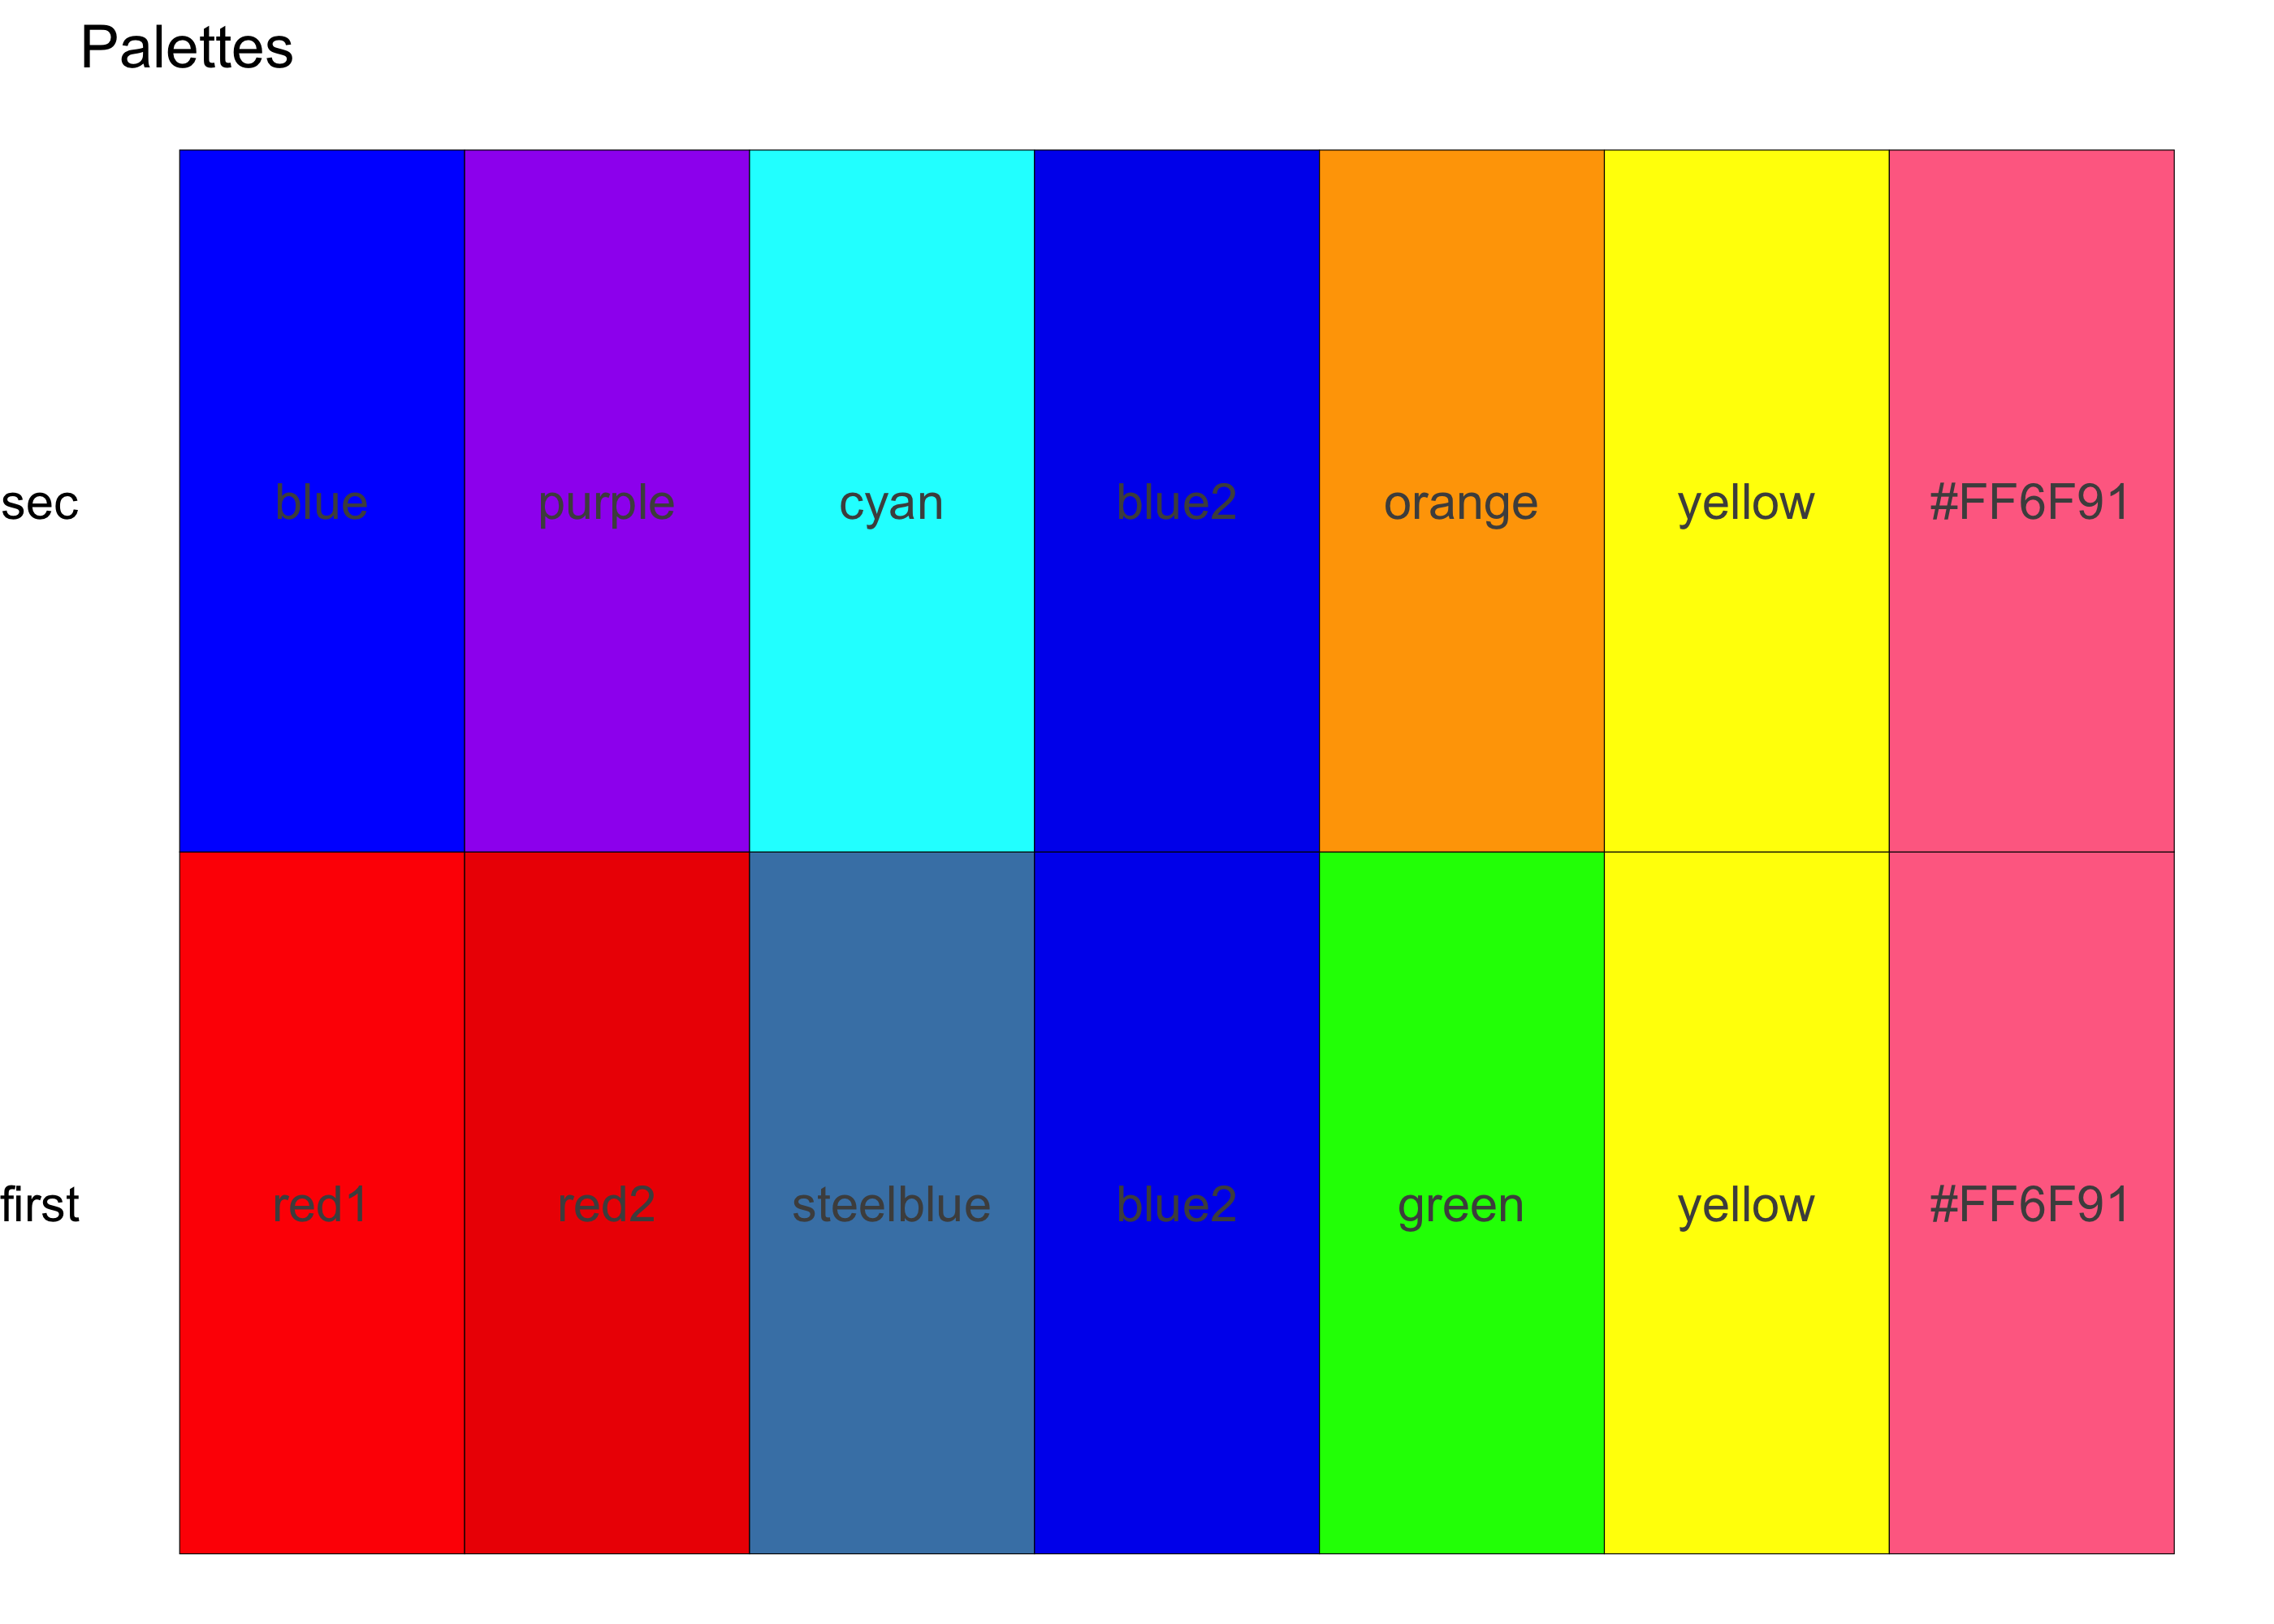 Palettes
sec blue purple cyan blue2 orange yellow #FF6F91
first red1 red2 steelblue blue2 green yellow #FF6F91